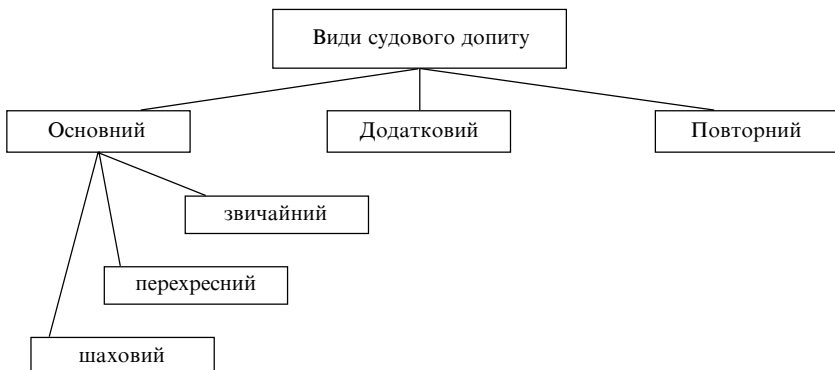 Види судового допиту
Основний
Додатковий
Повторний
звичайний
перехресний
шаховий